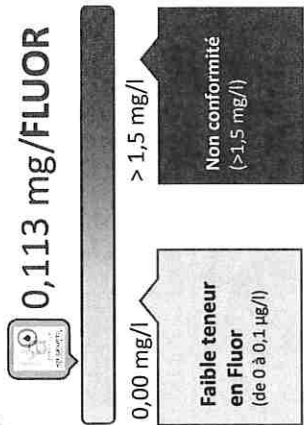 0,113 mg/FLUOR
0,00 mg/l
> 1,5 mg/l
Faible teneur
en Fluor
(de 0 à 0,1 µg/l)
Non conformité
(>1,5 mg/l)